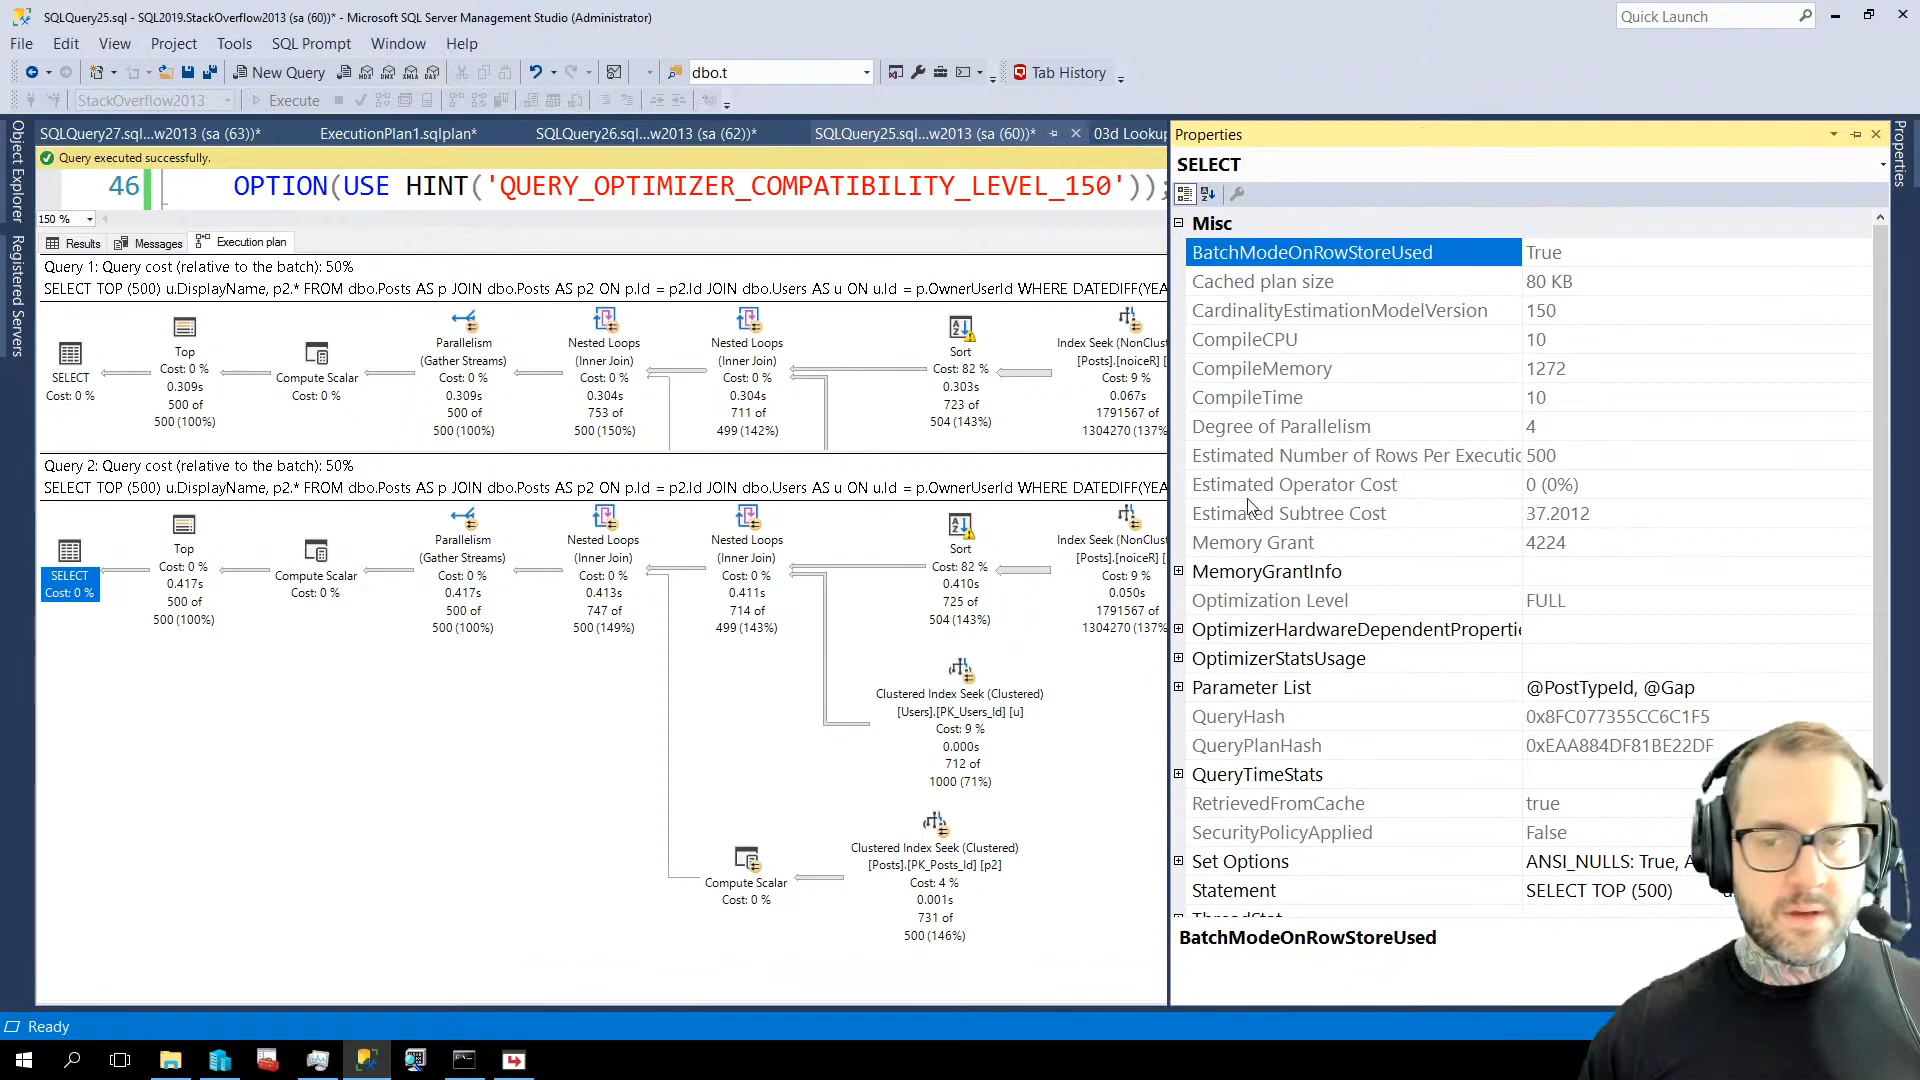 SQLQuery25.sql - SQL2019.StackOverflow2013 (sa (60))* - Microsoft SQL Server Management Studio (Administrator)
Quick Launch
File Edit View Project Tools SQL Prompt Window Help
New Query
MDX DMX XMLA DAX
dbo.t
Tab History
StackOverflow2013
Execute
SQLQuery27.sql...w2013 (sa (63))*
ExecutionPlan1.sqlplan*
SQLQuery26.sql...w2013 (sa (62))*
SQLQuery25.sql...w2013 (sa (60))*
03d Looku
Object Explorer
Registered Servers
Query executed successfully.
46 OPTION(USE HINT('QUERY_OPTIMIZER_COMPATIBILITY_LEVEL_150'));
150 %
Results Messages Execution plan
Query 1: Query cost (relative to the batch): 50%
SELECT TOP (500) u.DisplayName, p2.* FROM dbo.Posts AS p JOIN dbo.Posts AS p2 ON p.Id = p2.Id JOIN dbo.Users AS u ON u.Id = p.OwnerUserId WHERE DATEDIFF(YEA
SELECT
Cost: 0 %
Top
Cost: 0 %
0.309s
500 of
500 (100%)
Compute Scalar
Cost: 0 %
Parallelism
(Gather Streams)
Cost: 0 %
0.309s
500 of
500 (100%)
Nested Loops
(Inner Join)
Cost: 0 %
0.304s
753 of
500 (150%)
Nested Loops
(Inner Join)
Cost: 0 %
0.304s
711 of
499 (142%)
Sort
Cost: 82 %
0.303s
723 of
504 (143%)
Index Seek (NonClust
[Posts].[noiceR] [
Cost: 9 %
0.067s
1791567 of
1304270 (137%
Query 2: Query cost (relative to the batch): 50%
SELECT TOP (500) u.DisplayName, p2.* FROM dbo.Posts AS p JOIN dbo.Posts AS p2 ON p.Id = p2.Id JOIN dbo.Users AS u ON u.Id = p.OwnerUserId WHERE DATEDIFF(YEA
SELECT
Cost: 0 %
Top
Cost: 0 %
0.417s
500 of
500 (100%)
Compute Scalar
Cost: 0 %
Parallelism
(Gather Streams)
Cost: 0 %
0.417s
500 of
500 (100%)
Nested Loops
(Inner Join)
Cost: 0 %
0.413s
747 of
500 (149%)
Nested Loops
(Inner Join)
Cost: 0 %
0.411s
714 of
499 (143%)
Sort
Cost: 82 %
0.410s
725 of
504 (143%)
Index Seek (NonClust
[Posts].[noiceR] [
Cost: 9 %
0.050s
1791567 of
1304270 (137%
Clustered Index Seek (Clustered)
[Users].[PK_Users_Id] [u]
Cost: 9 %
0.000s
712 of
1000 (71%)
Compute Scalar
Cost: 0 %
Clustered Index Seek (Clustered)
[Posts].[PK_Posts_Id] [p2]
Cost: 4 %
0.001s
731 of
500 (146%)
Properties
Properties
SELECT
Misc
BatchModeOnRowStoreUsed True
Cached plan size 80 KB
CardinalityEstimationModelVersion 150
CompileCPU 10
CompileMemory 1272
CompileTime 10
Degree of Parallelism 4
Estimated Number of Rows Per Executio 500
Estimated Operator Cost 0 (0%)
Estimated Subtree Cost 37.2012
Memory Grant 4224
MemoryGrantInfo
Optimization Level FULL
OptimizerHardwareDependentPropertie
OptimizerStatsUsage
Parameter List @PostTypeId, @Gap
QueryHash 0x8FC077355CC6C1F5
QueryPlanHash 0xEAA884DF81BE22DF
QueryTimeStats
RetrievedFromCache true
SecurityPolicyApplied False
Set Options ANSI_NULLS: True, A
Statement SELECT TOP (500)
ThreadStat
BatchModeOnRowStoreUsed
Ready